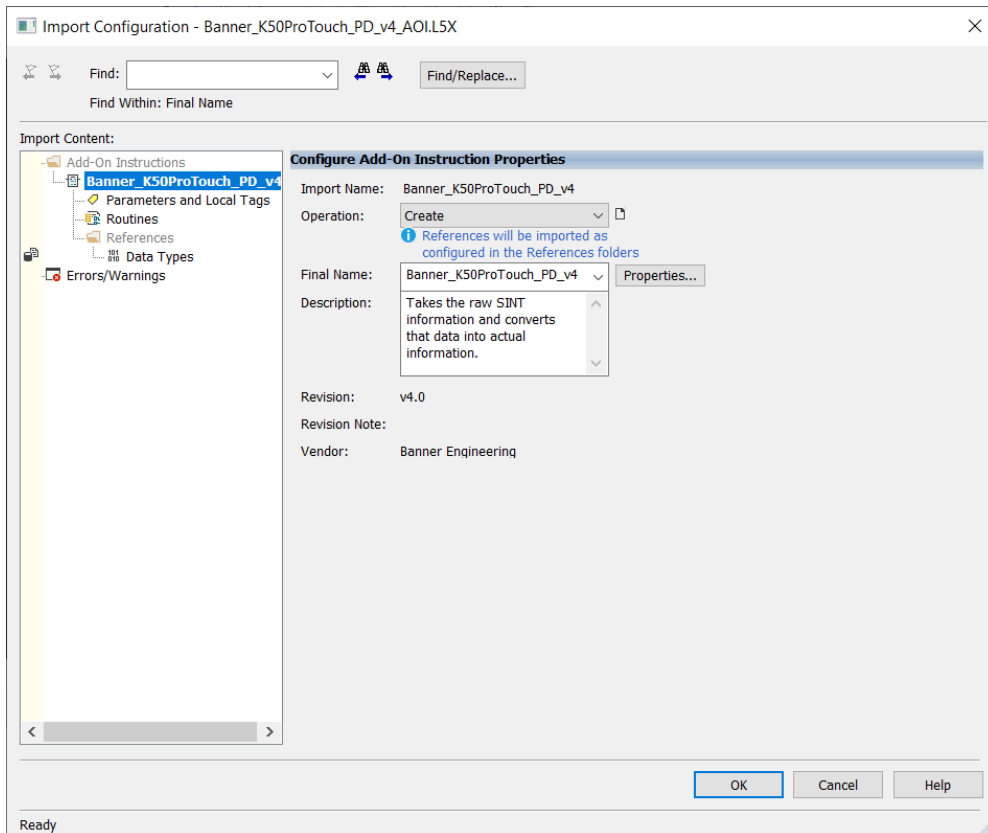 Import Configuration - Banner_K50ProTouch_PD_v4_AOI.L5X
Find:
Find/Replace...
Find Within: Final Name
Import Content:
Add-On Instructions
Banner_K50ProTouch_PD_v4
Parameters and Local Tags
Routines
References
Data Types
Errors/Warnings
Configure Add-On Instruction Properties
Import Name: Banner_K50ProTouch_PD_v4
Operation: Create
References will be imported as
configured in the References folders
Final Name: Banner_K50ProTouch_PD_v4 Properties...
Description: Takes the raw SINT
information and converts
that data into actual
information.
Revision: v4.0
Revision Note:
Vendor: Banner Engineering
OK Cancel Help
Ready